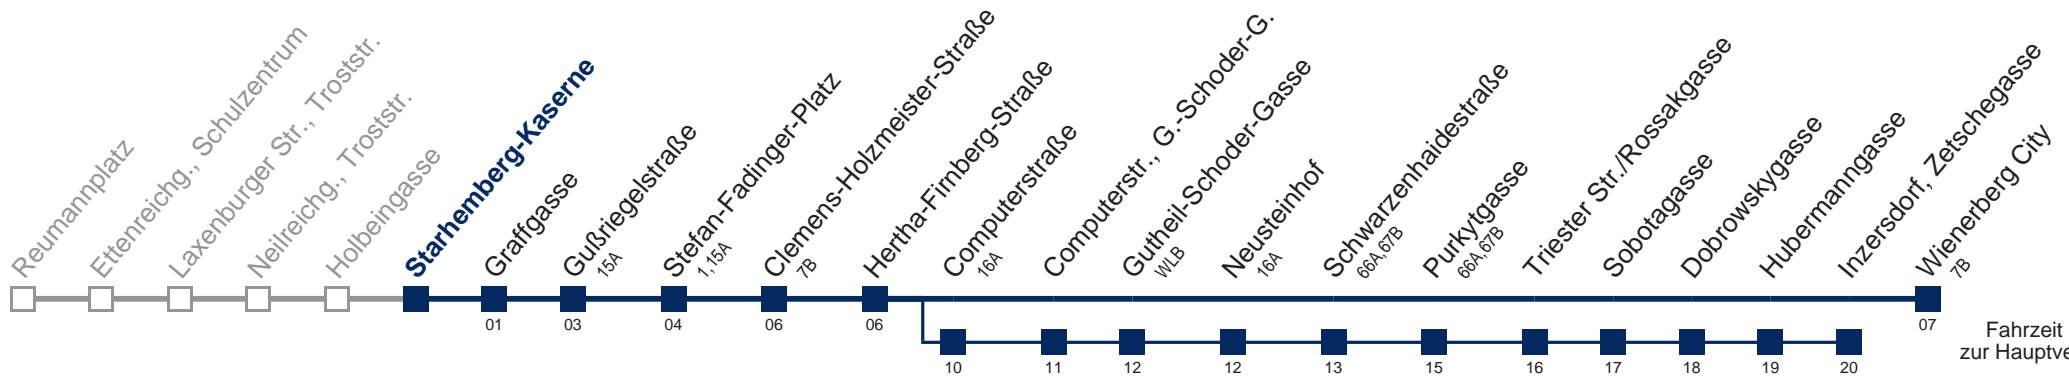 Reumannplatz
Ettenreichg., Schulzentrum
Laxenburger Str., Troststr.
Neilreichg., Troststr.
Holbeingasse
Starhemberg-Kaserne
Graffgasse
Gußriegelstraße
15A
Stefan-Fadinger-Platz
1,15A
Clemens-Holzmeister-Straße
7B
Hertha-Firnberg-Straße
Computerstraße
16A
Computerstr., G.-Schoder-G.
Gutheil-Schoder-Gasse
WLB
Neusteinhof
16A
Schwarzenhaidestraße
66A,67B
Purkytgasse
66A,67B
Triester Str./Rossakgasse
Sobotagasse
Dobrowskygasse
Hubermanngasse
Inzersdorf, Zetschegasse
Wienerberg City
7B
01 03 04 06 06 07
Fahrzeit
zur Hauptve
10 11 12 12 13 15 16 17 18 19 20